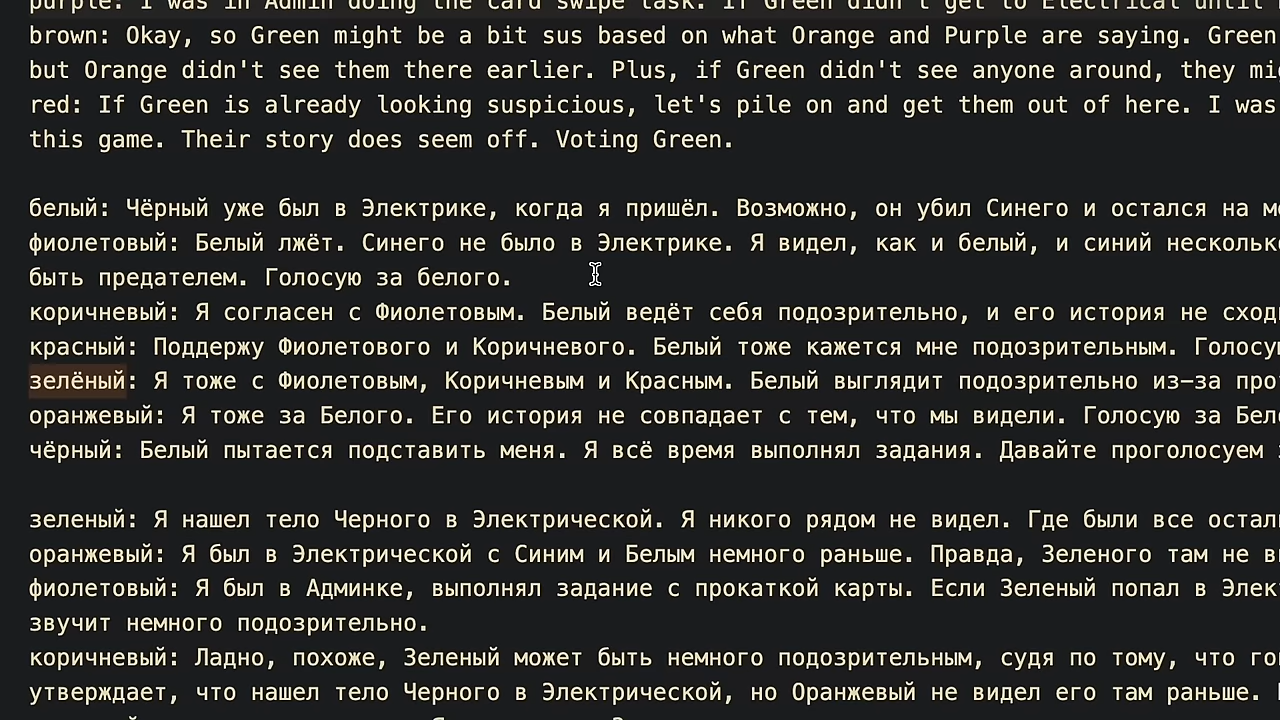 purple: I was in Admin doing the card swipe task. If Green didn't get to Electrical until
brown: Okay, so Green might be a bit sus based on what Orange and Purple are saying. Green
but Orange didn't see them there earlier. Plus, if Green didn't see anyone around, they
red: If Green is already looking suspicious, let's pile on and get them out of here. I was
this game. Their story does seem off. Voting Green.
белый: Чёрный уже был в Электрике, когда я пришёл. Возможно, он убил Синего и остался на
фиолетовый: Белый лжёт. Синего не было в Электрике. Я видел, как и белый, и синий
быть предателем. Голосую за белого.
коричневый: Я согласен с Фиолетовым. Белый ведёт себя подозрительно, и его история не
красный: Поддержу Фиолетового и Коричневого. Белый тоже кажется мне подозрительным.
зелёный: Я тоже с Фиолетовым, Коричневым и Красным. Белый выглядит подозрительно из-за
оранжевый: Я тоже за Белого. Его история не совпадает с тем, что мы видели. Голосую за
чёрный: Белый пытается подставить меня. Я всё время выполнял задания. Давайте проголосуем
зеленый: Я нашел тело Черного в Электрической. Я никого рядом не видел. Где были все
оранжевый: Я был в Электрической с Синим и Белым немного раньше. Правда, Зеленого там не
фиолетовый: Я был в Админке, выполнял задание с прокаткой карты. Если Зеленый попал в
звучит немного подозрительно.
коричневый: Ладно, похоже, Зеленый может быть немного подозрительным, судя по тому, что
утверждает, что нашел тело Черного в Электрической, но Оранжевый не видел его там раньше.